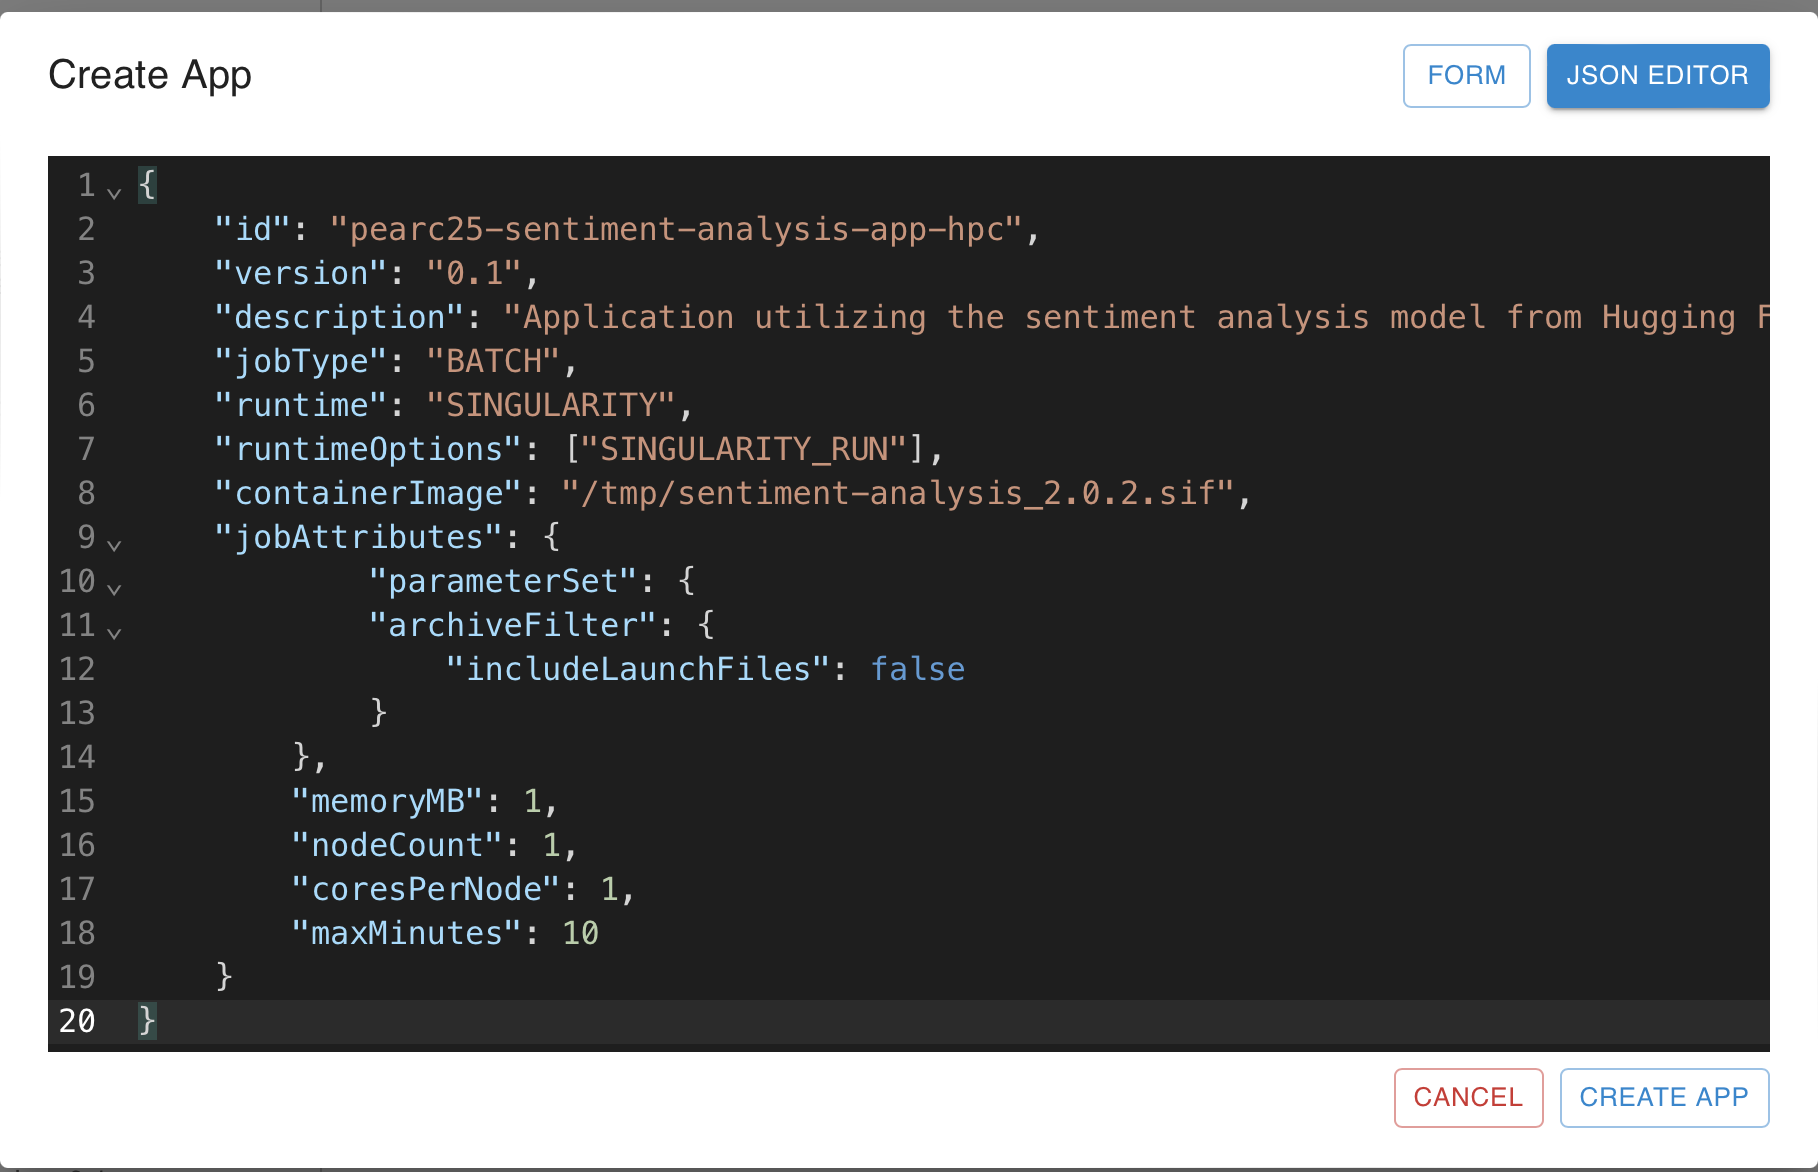 Create App
FORM
JSON EDITOR
1 {
2 "id": "pearc25-sentiment-analysis-app-hpc",
3 "version": "0.1",
4 "description": "Application utilizing the sentiment analysis model from Hugging F
5 "jobType": "BATCH",
6 "runtime": "SINGULARITY",
7 "runtimeOptions": ["SINGULARITY_RUN"],
8 "containerImage": "/tmp/sentiment-analysis_2.0.2.sif",
9 "jobAttributes": {
10 "parameterSet": {
11 "archiveFilter": {
12 "includeLaunchFiles": false
13 }
14 },
15 "memoryMB": 1,
16 "nodeCount": 1,
17 "coresPerNode": 1,
18 "maxMinutes": 10
19 }
20 }
CANCEL
CREATE APP